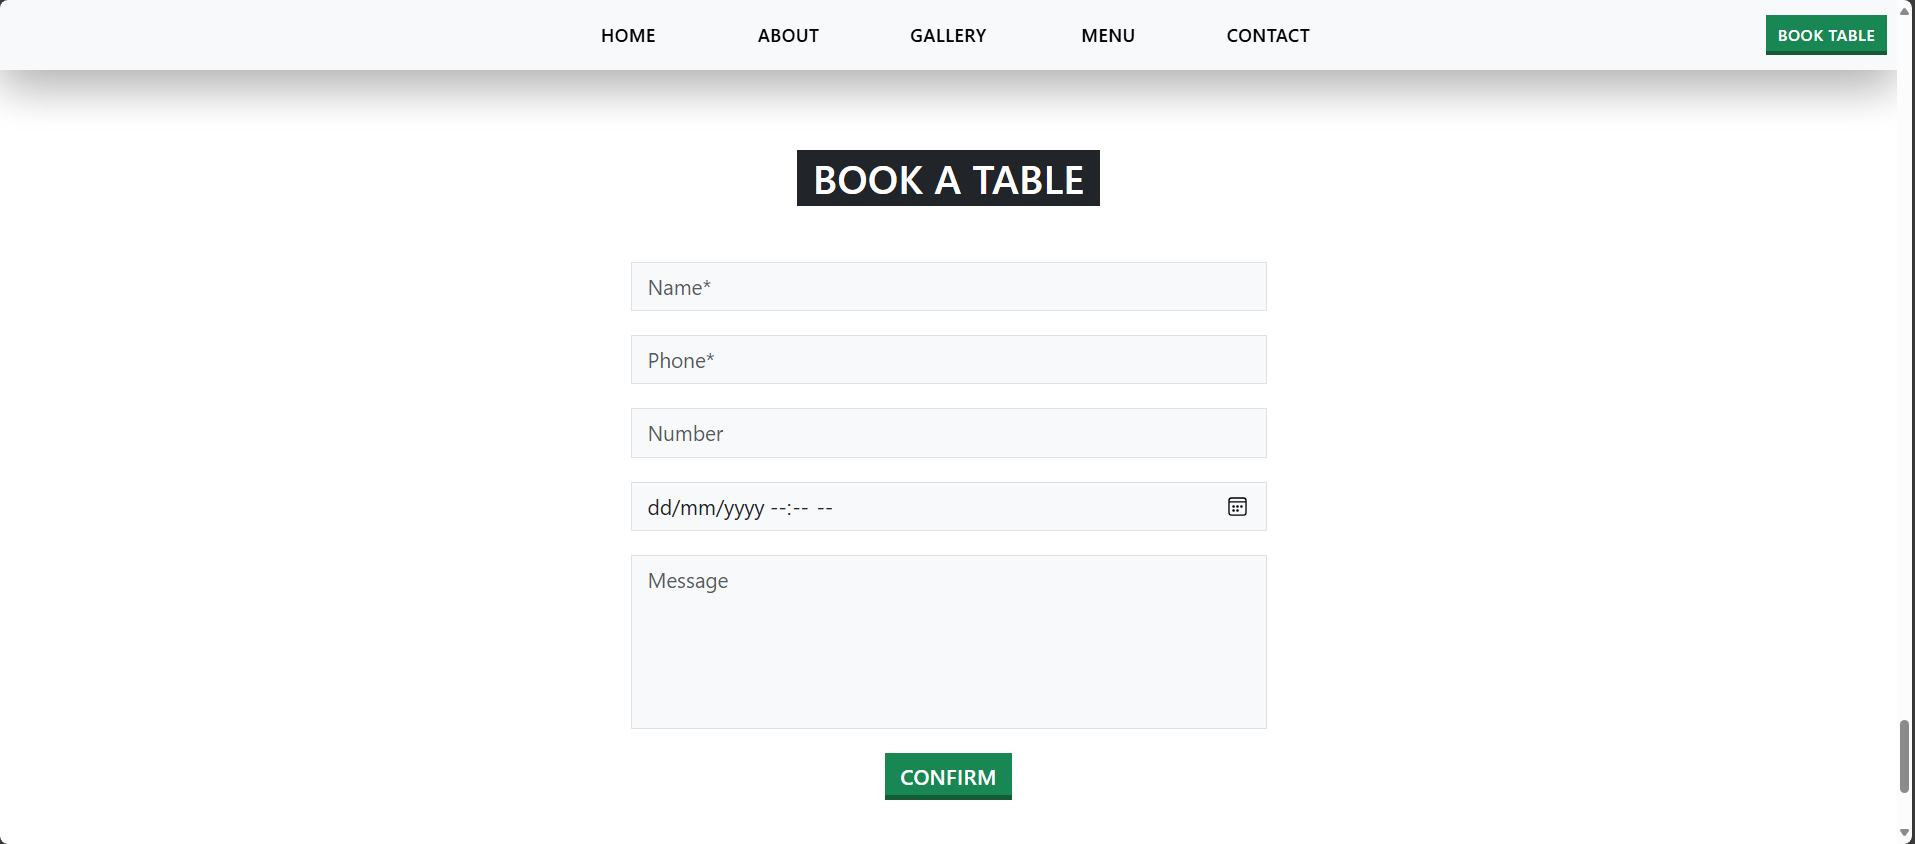 HOME ABOUT GALLERY MENU CONTACT BOOK TABLE
BOOK A TABLE
Name*
Phone*
Number
dd/mm/yyyy --:-- --
Message
CONFIRM